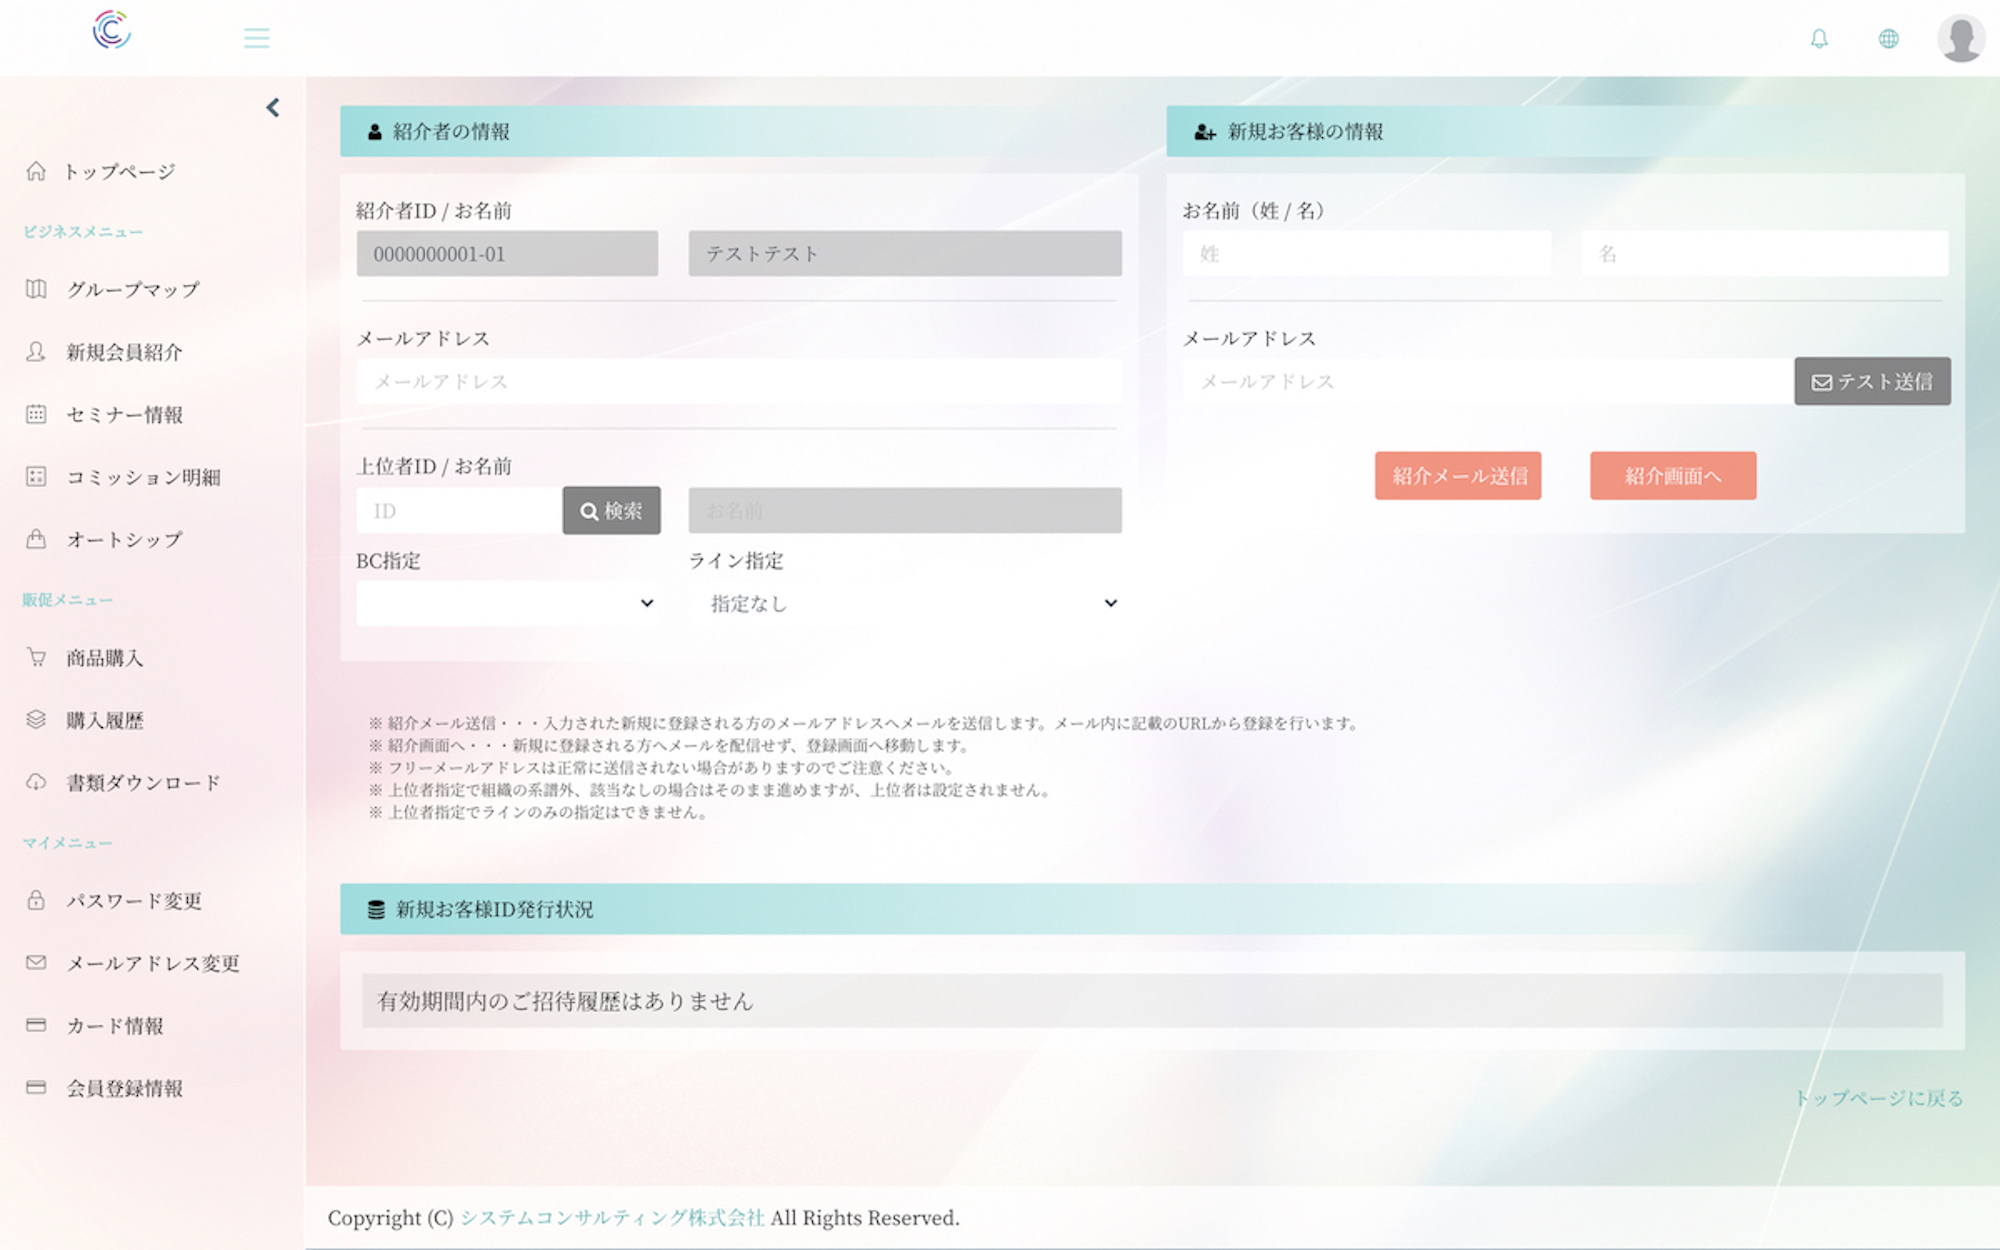 トップページ
ビジネスメニュー
グループマップ
新規会員紹介
セミナー情報
コミッション明細
オートシップ
販促メニュー
商品購入
購入履歴
書類ダウンロード
マイメニュー
パスワード変更
メールアドレス変更
カード情報
会員登録情報
紹介者の情報
紹介者ID / お名前
0000000001-01 テストテスト
メールアドレス
メールアドレス
上位者ID / お名前
ID 検索 お名前
BC指定 ライン指定
指定なし
新規お客様の情報
お名前（姓 / 名）
姓 名
メールアドレス
メールアドレス テスト送信
紹介メール送信 紹介画面へ
※ 紹介メール送信・・・入力された新規に登録される方のメールアドレスへメールを送信します。メール内に記載のURLから登録を行います。
※ 紹介画面へ・・・新規に登録される方へメールを配信せず、登録画面へ移動します。
※ フリーメールアドレスは正常に送信されない場合がありますのでご注意ください。
※ 上位者指定で組織の系譜外、該当なしの場合はそのまま進めますが、上位者は設定されません。
※ 上位者指定でラインのみの指定はできません。
新規お客様ID発行状況
有効期間内のご招待履歴はありません
トップページに戻る
Copyright (C) システムコンサルティング株式会社 All Rights Reserved.